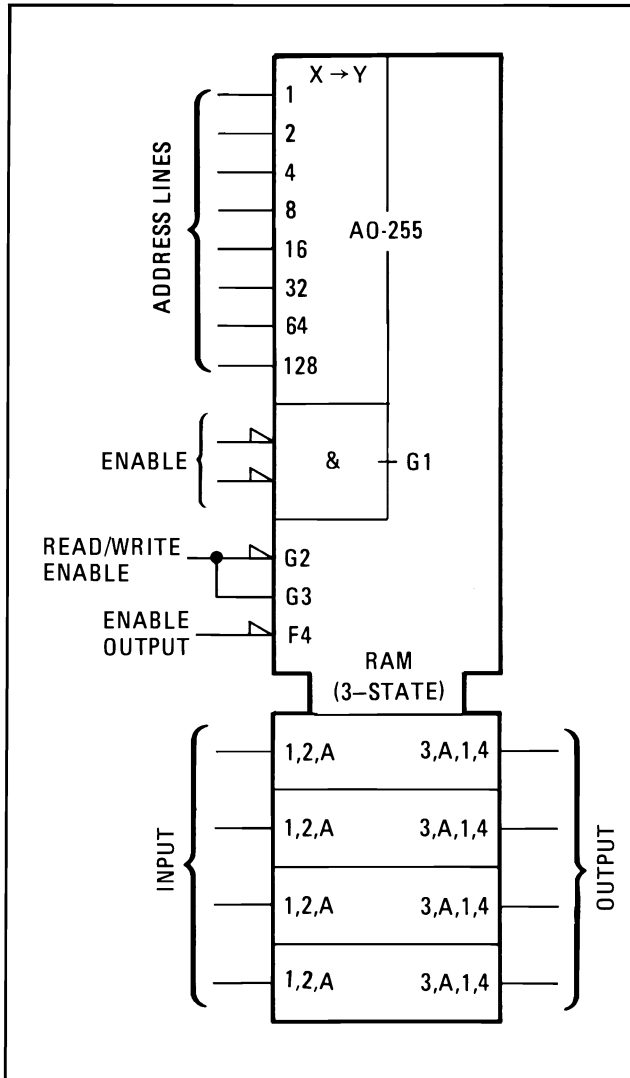 X → Y
1
2
4
8
16
32
64
128
ADDRESS LINES
AO-255
ENABLE
&
G1
READ/WRITE
ENABLE
G2
G3
ENABLE
OUTPUT
F4
RAM
(3–STATE)
INPUT
1,2,A 3,A,1,4
1,2,A 3,A,1,4
1,2,A 3,A,1,4
1,2,A 3,A,1,4
OUTPUT